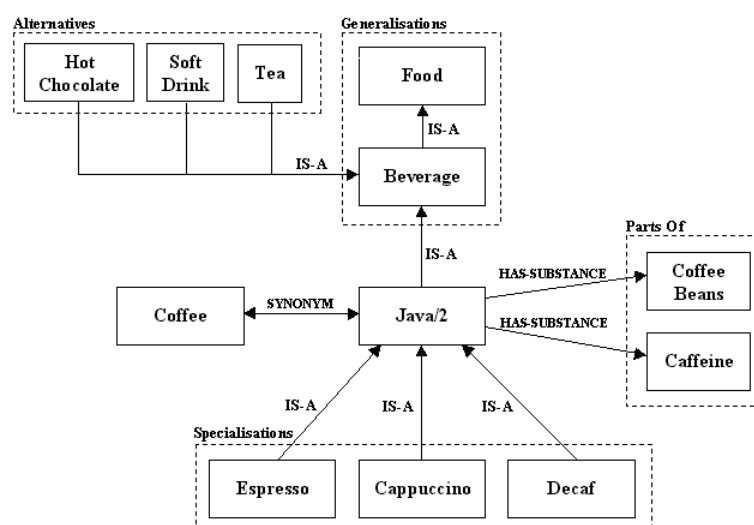 Alternatives
Generalisations
Hot
Chocolate
Soft
Drink
Tea
Food
IS-A
IS-A
Beverage
IS-A
Parts Of
HAS-SUBSTANCE
Coffee
Beans
Coffee
SYNONYM
Java/2
HAS-SUBSTANCE
Caffeine
IS-A
IS-A
IS-A
Specialisations
Espresso
Cappuccino
Decaf